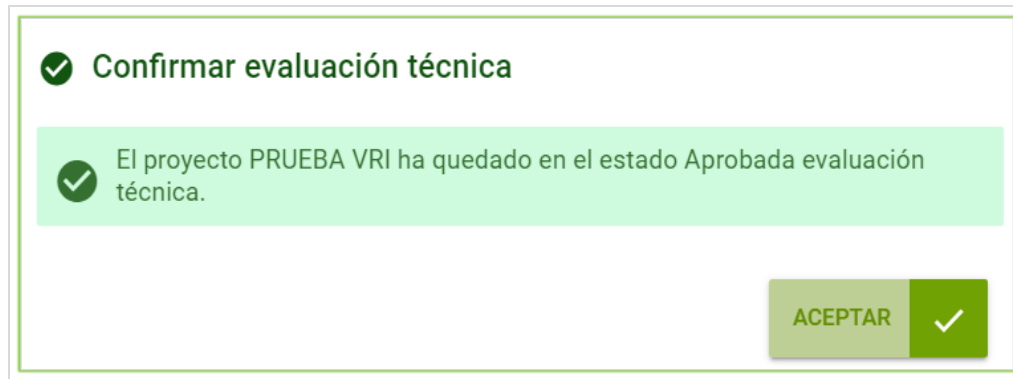 Confirmar evaluación técnica
El proyecto PRUEBA VRI ha quedado en el estado Aprobada evaluación
técnica.
ACEPTAR